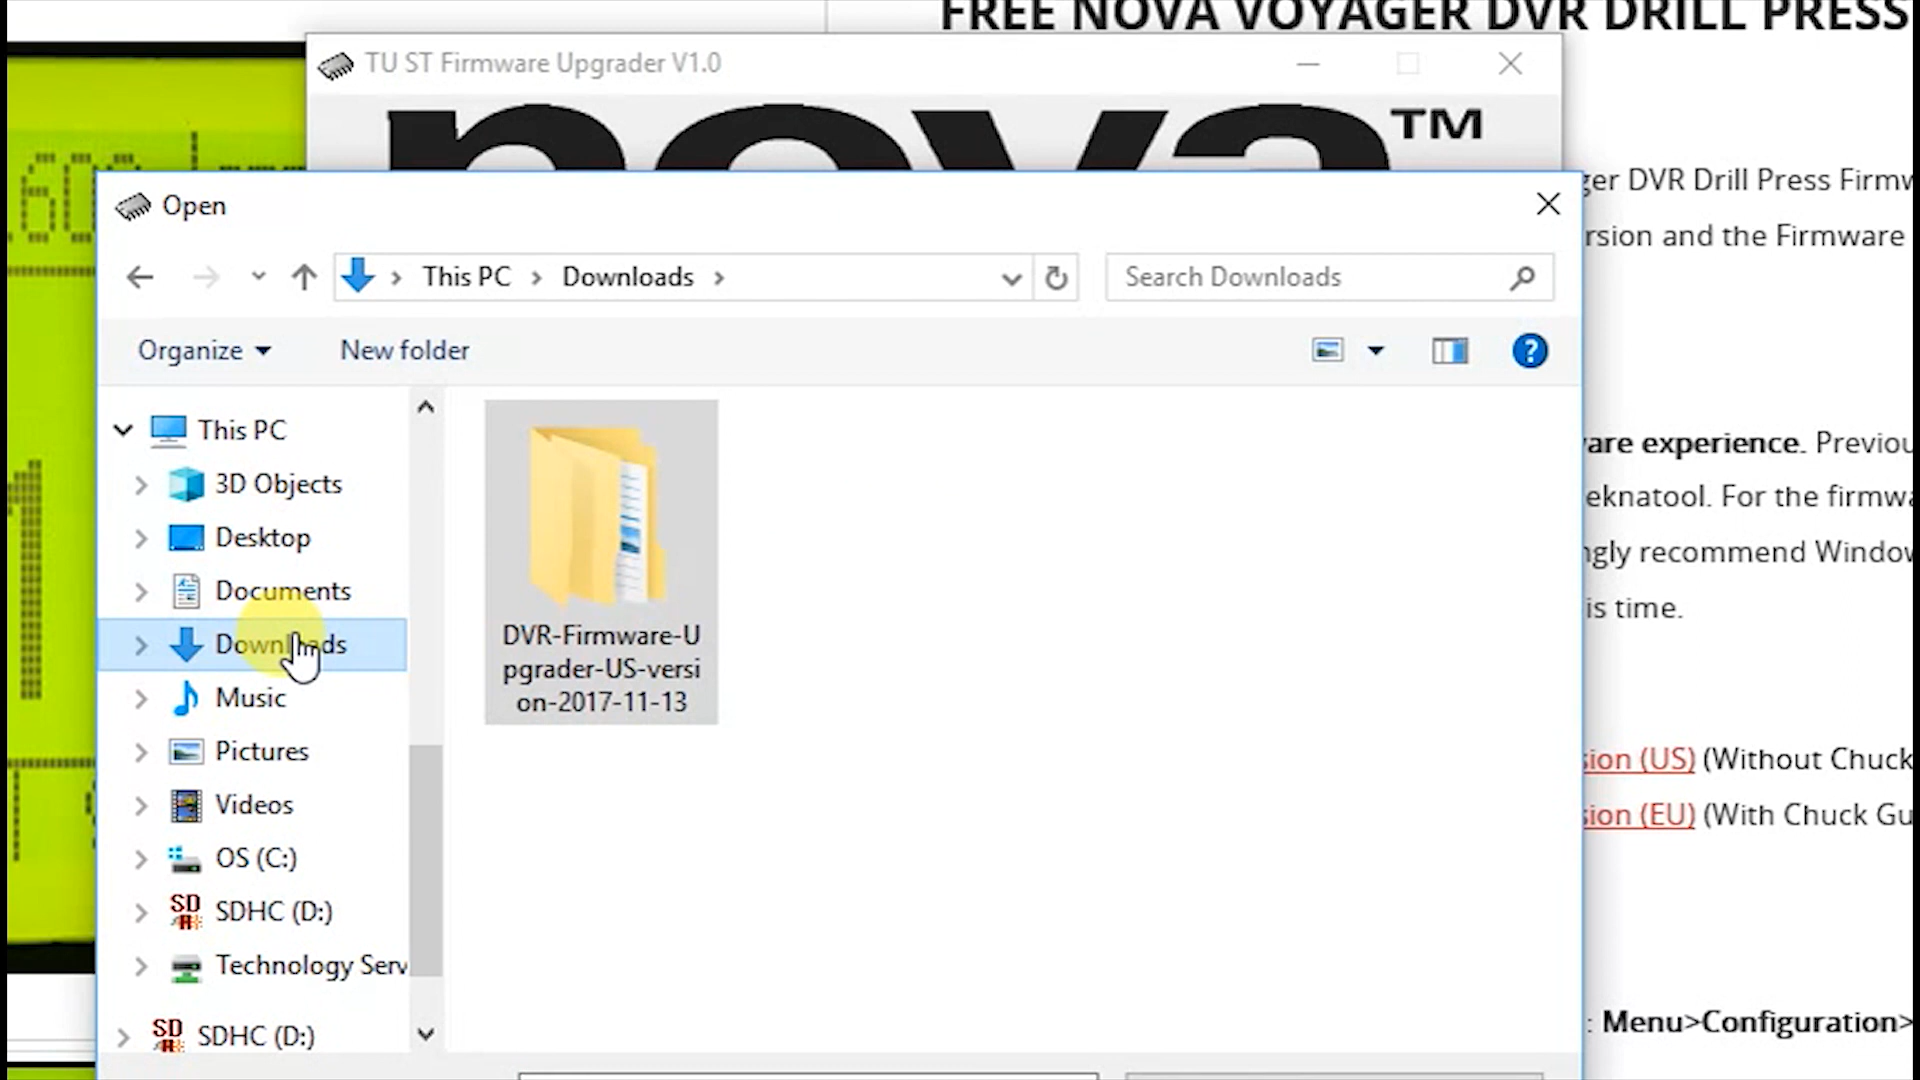 FREE NOVA VOYAGER DVR DRILL PRESS
TU ST Firmware Upgrader V1.0
nova™
Open
This PC
Downloads
Search Downloads
Organize
New folder
This PC
3D Objects
Desktop
Documents
Downloads
Music
Pictures
Videos
OS (C:)
SDHC (D:)
Technology Serv
SDHC (D:)
DVR-Firmware-U
pgrader-US-versi
on-2017-11-13
ger DVR Drill Press Firmw
rsion and the Firmware
are experience. Previou
eknatool. For the firmwa
ngly recommend Window
is time.
sion (US) (Without Chuck
sion (EU) (With Chuck Gu
: Menu>Configuration>